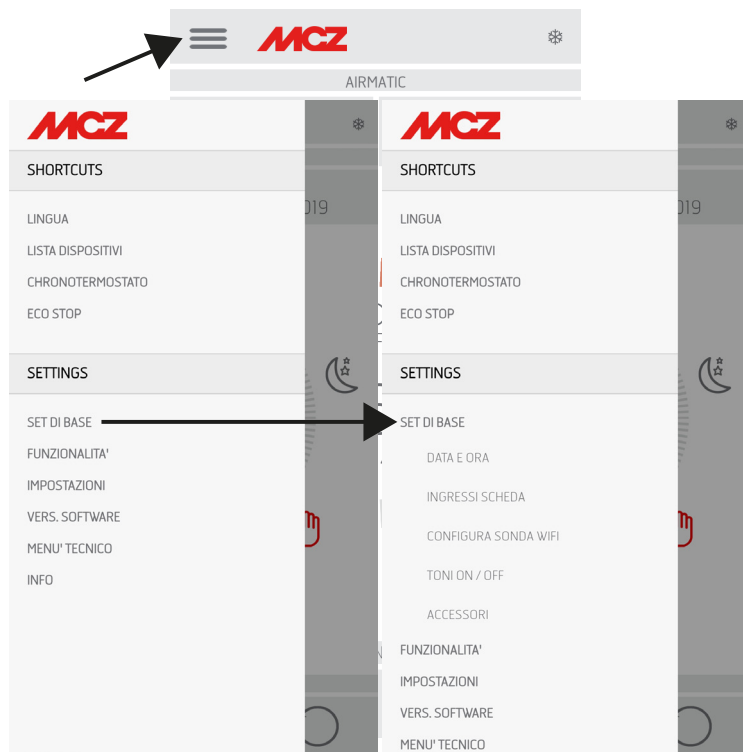 MCZ
AIRMATIC
MCZ
SHORTCUTS
LINGUA
LISTA DISPOSITIVI
CHRONOTERMOSTATO
ECO STOP
SETTINGS
SET DI BASE
FUNZIONALITA'
IMPOSTAZIONI
VERS. SOFTWARE
MENU' TECNICO
INFO
019
MCZ
SHORTCUTS
LINGUA
LISTA DISPOSITIVI
CHRONOTERMOSTATO
ECO STOP
SETTINGS
SET DI BASE
DATA E ORA
INGRESSI SCHEDA
CONFIGURA SONDA WIFI
TONI ON / OFF
ACCESSORI
FUNZIONALITA'
IMPOSTAZIONI
VERS. SOFTWARE
MENU' TECNICO
019